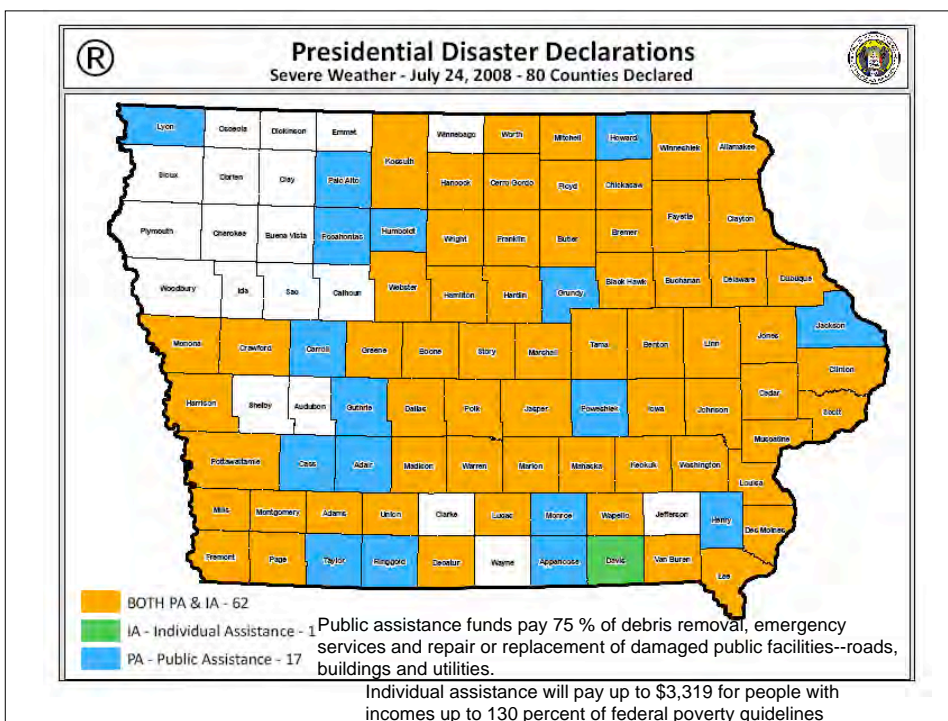 ®
Presidential Disaster Declarations
Severe Weather - July 24, 2008 - 80 Counties Declared
Lyon
Osceola
Dickinson
Emmet
Winnebago
Worth
Mitchell
Howard
Winneshiek
Allamakee
Kossuth
Sioux
Clay
Palo Alto
Hancock
Cerro Gordo
Floyd
Chickasaw
Fayette
Clayton
Plymouth
Cherokee
Buena Vista
Pocahontas
Humboldt
Wright
Franklin
Butler
Bremer
Woodbury
Ida
Sac
Calhoun
Webster
Hamilton
Hardin
Grundy
Black Hawk
Buchanan
Delaware
Dubuque
Monona
Crawford
Carroll
Greene
Boone
Story
Marshall
Tama
Benton
Linn
Jones
Jackson
Clinton
Harrison
Shelby
Audubon
Guthrie
Dallas
Polk
Jasper
Poweshiek
Iowa
Johnson
Cedar
Scott
Muscatine
Pottawattamie
Cass
Adair
Madison
Warren
Marion
Mahaska
Keokuk
Washington
Louisa
Mills
Montgomery
Adams
Union
Clarke
Lucas
Monroe
Wapello
Jefferson
Henry
Des Moines
Fremont
Page
Taylor
Ringgold
Decatur
Wayne
Appanoose
Davis
Van Buren
Lee
BOTH PA & IA - 62
IA - Individual Assistance - 1
PA - Public Assistance - 17
Public assistance funds pay 75 % of debris removal, emergency
services and repair or replacement of damaged public facilities--roads,
buildings and utilities.
Individual assistance will pay up to $3,319 for people with
incomes up to 130 percent of federal poverty guidelines